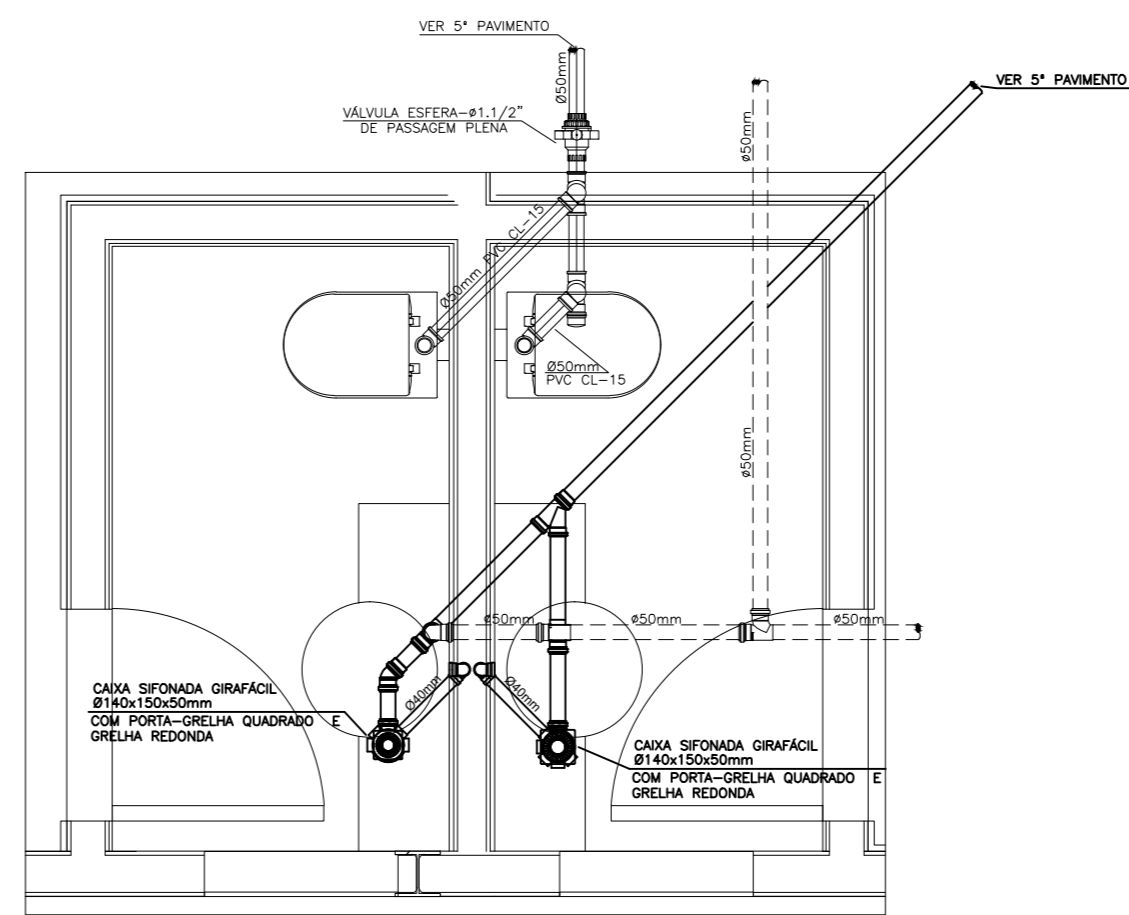 VER 5ª PAVIMENTO
Ø50mm
VER 5ª PAVIMENTO
VÁLVULA ESFERA-ø1.1/2"
DE PASSAGEM PLENA
ø50mm
Ø50mm PVC CL-15
Ø50mm
PVC CL-15
ø50mm
ø50mm
ø50mm
ø50mm
Ø40mm
Ø40mm
CAIXA SIFONADA GIRAFÁCIL
Ø140x150x50mm
COM PORTA-GRELHA QUADRADO E
GRELHA REDONDA
CAIXA SIFONADA GIRAFÁCIL
Ø140x150x50mm
COM PORTA-GRELHA QUADRADO E
GRELHA REDONDA